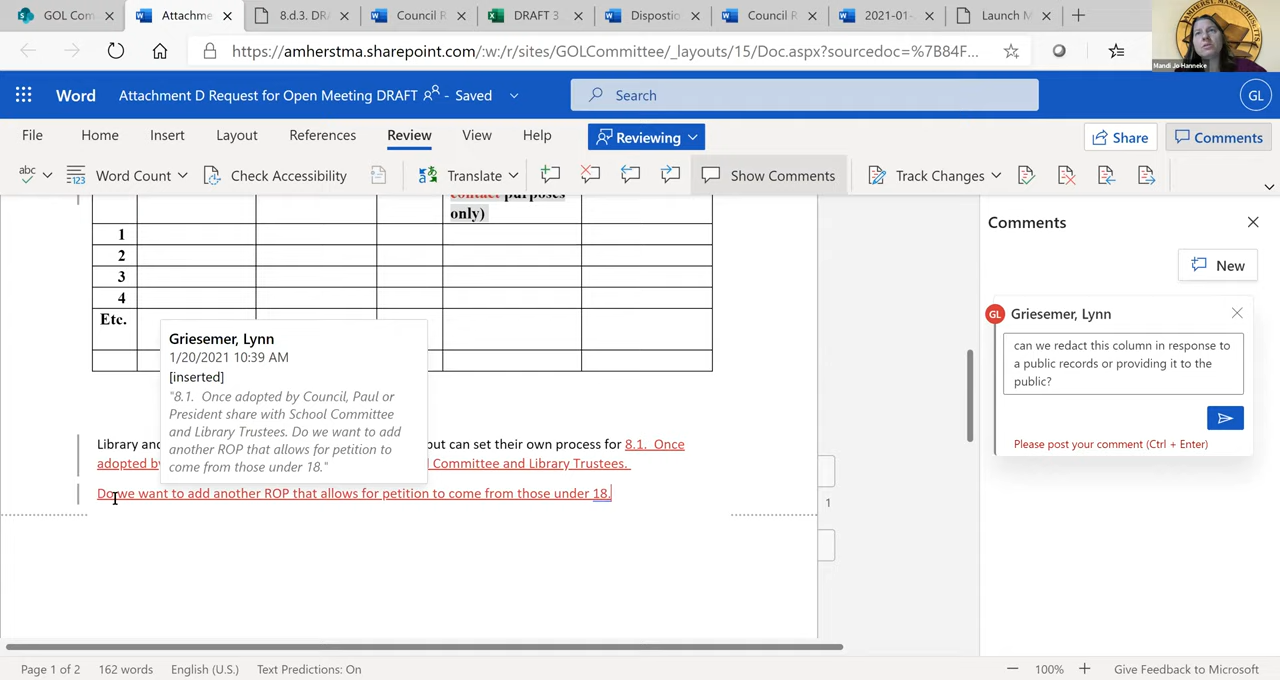 GOL Com
Attachme
8.d.3. DRA
Council R
DRAFT 3.
Dispostio
Council R
2021-01-
Launch M
https://amherstma.sharepoint.com/:w:/r/sites/GOLCommittee/_layouts/15/Doc.aspx?sourcedoc=%7B84F...
Mandi Jo Hanneke
Word
Attachment D Request for Open Meeting DRAFT - Saved
Search
GL
File
Home
Insert
Layout
References
Review
View
Help
Reviewing
Share
Comments
abc
123
Word Count
Check Accessibility
Translate
Show Comments
Track Changes
contact purposes
only)
1
2
3
4
Etc.
Griesemer, Lynn
1/20/2021 10:39 AM
[inserted]
"8.1. Once adopted by Council, Paul or
President share with School Committee
and Library Trustees. Do we want to add
another ROP that allows for petition to
come from those under 18."
Library and but can set their own process for 8.1. Once
adopted by Committee and Library Trustees.
Do we want to add another ROP that allows for petition to come from those under 18.
1
Comments
New
GL
Griesemer, Lynn
can we redact this column in response to
a public records or providing it to the
public?
Please post your comment (Ctrl + Enter)
Page 1 of 2
162 words
English (U.S.)
Text Predictions: On
100%
Give Feedback to Microsoft